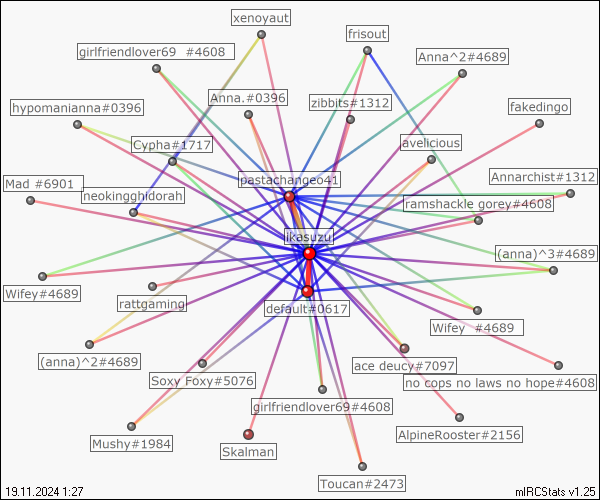 xenoyaut
frisout
girlfriendlover69 #4608
Anna^2#4689
hypomanianna#0396
Anna.#0396
zibbits#1312
fakedingo
Cypha#1717
avelicious
pastachangeo41
Annarchist#1312
Mad #6901
neokingghidorah
ramshackle gorey#4608
ikasuzu
(anna)^3#4689
Wifey#4689
rattgaming
default#0617
Wifey #4689
(anna)^2#4689
ace deucy#7097
Soxy Foxy#5076
no cops no laws no hope#4608
girlfriendlover69#4608
Mushy#1984
AlpineRooster#2156
Skalman
Toucan#2473
19.11.2024 1:27
mIRCStats v1.25